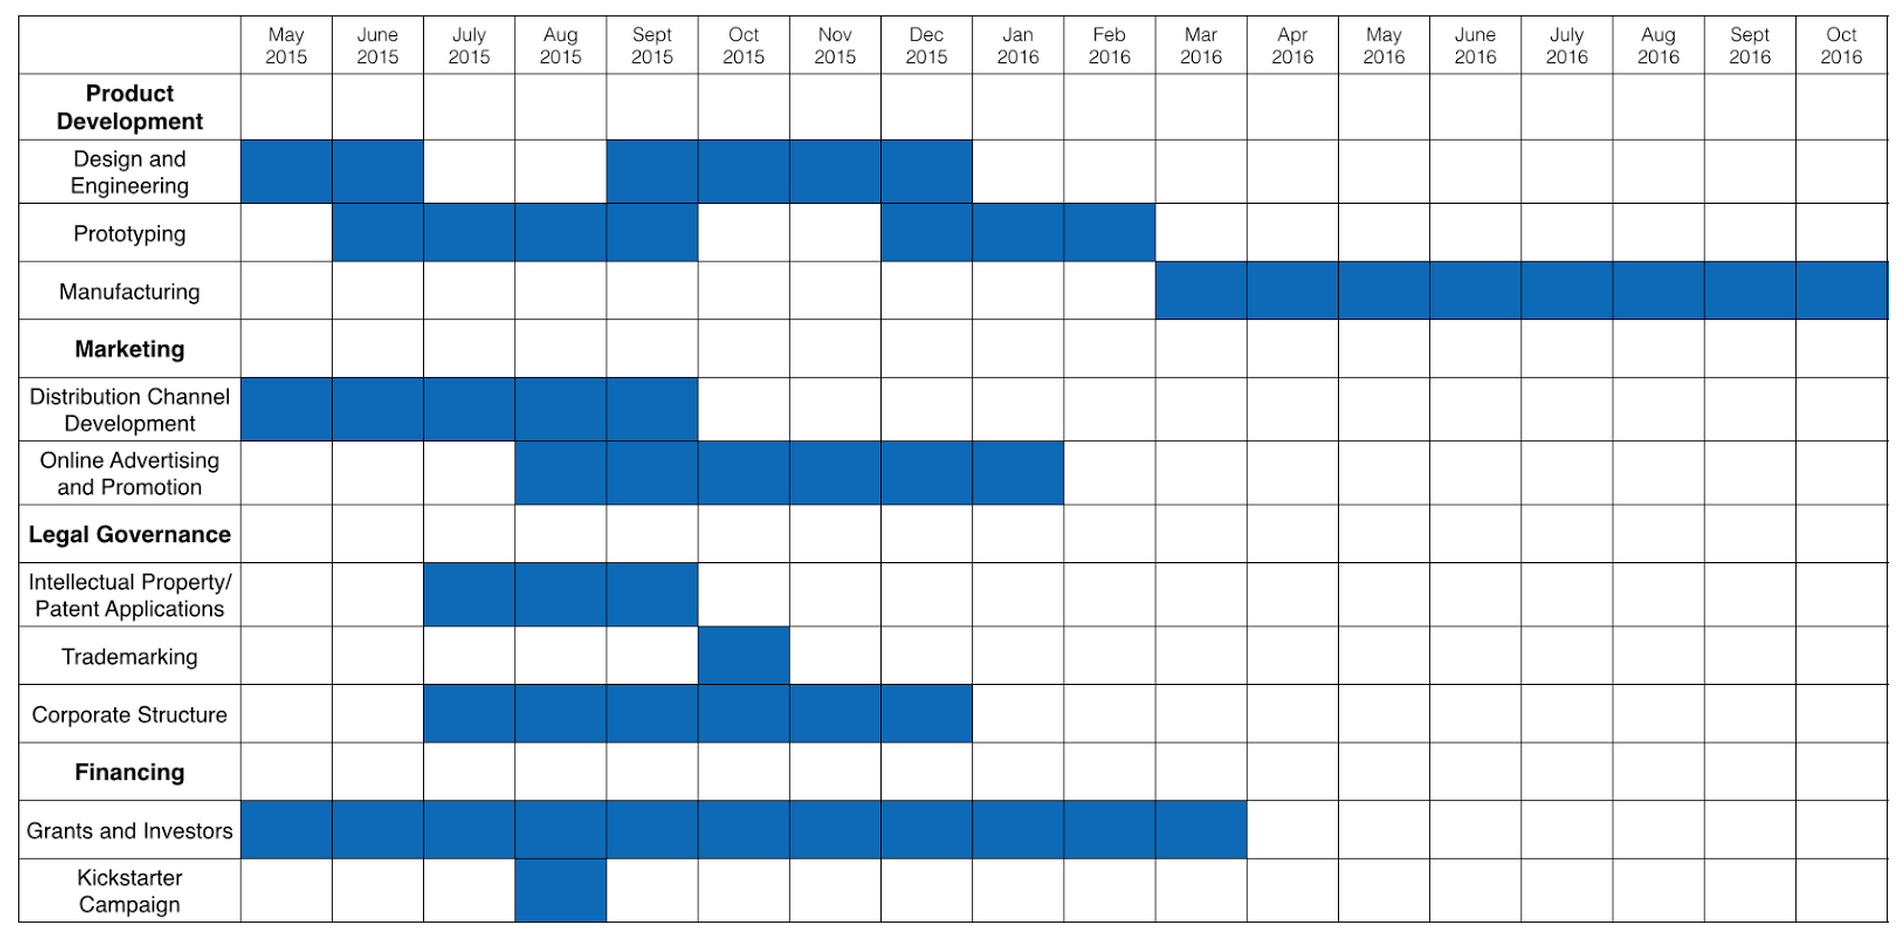 May June July Aug Sept Oct Nov Dec Jan Feb Mar Apr May June July Aug Sept Oct
2015 2015 2015 2015 2015 2015 2015 2015 2016 2016 2016 2016 2016 2016 2016 2016 2016 2016
Product
Development
Design and
Engineering
Prototyping
Manufacturing
Marketing
Distribution Channel
Development
Online Advertising
and Promotion
Legal Governance
Intellectual Property/
Patent Applications
Trademarking
Corporate Structure
Financing
Grants and Investors
Kickstarter
Campaign